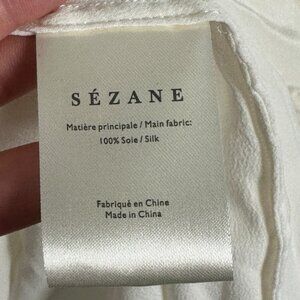 SÉZANE
Matière principale / Main fabric:
100% Soie / Silk
Fabriqué en Chine
Made in China